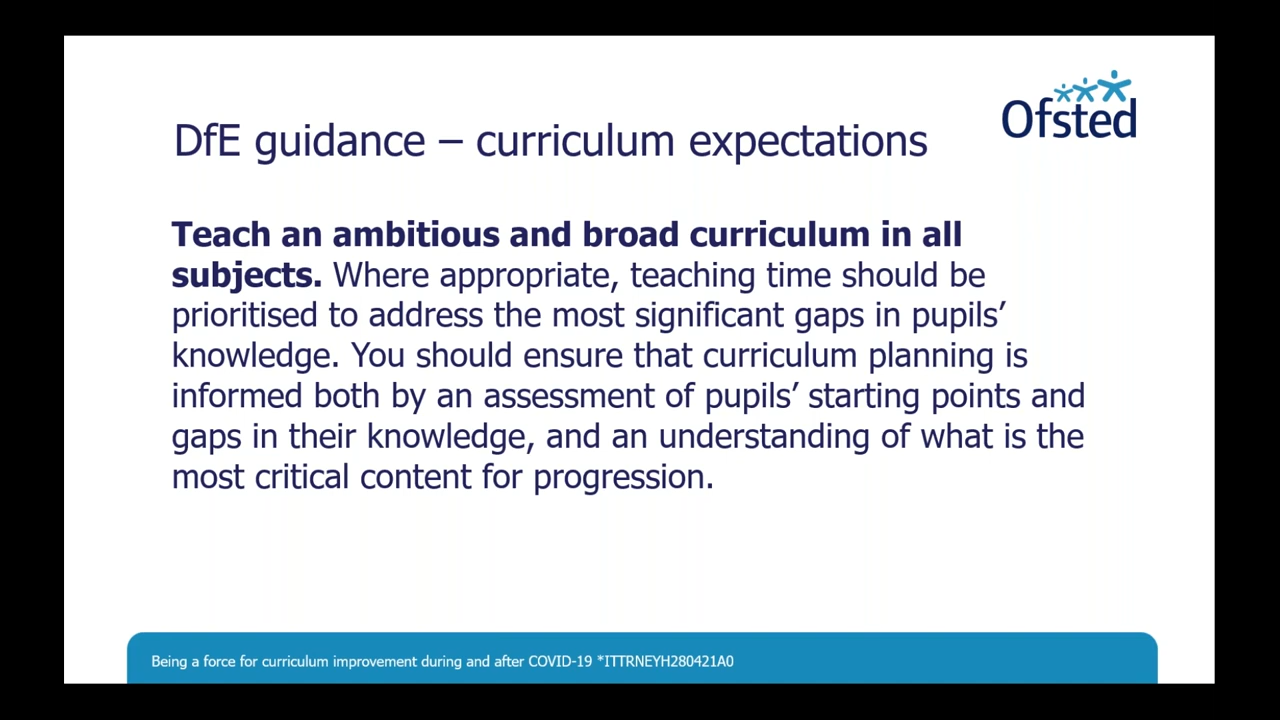 Ofsted
DfE guidance – curriculum expectations
Teach an ambitious and broad curriculum in all
subjects. Where appropriate, teaching time should be
prioritised to address the most significant gaps in pupils’
knowledge. You should ensure that curriculum planning is
informed both by an assessment of pupils’ starting points and
gaps in their knowledge, and an understanding of what is the
most critical content for progression.
Being a force for curriculum improvement during and after COVID-19 *ITTRNEYH280421A0